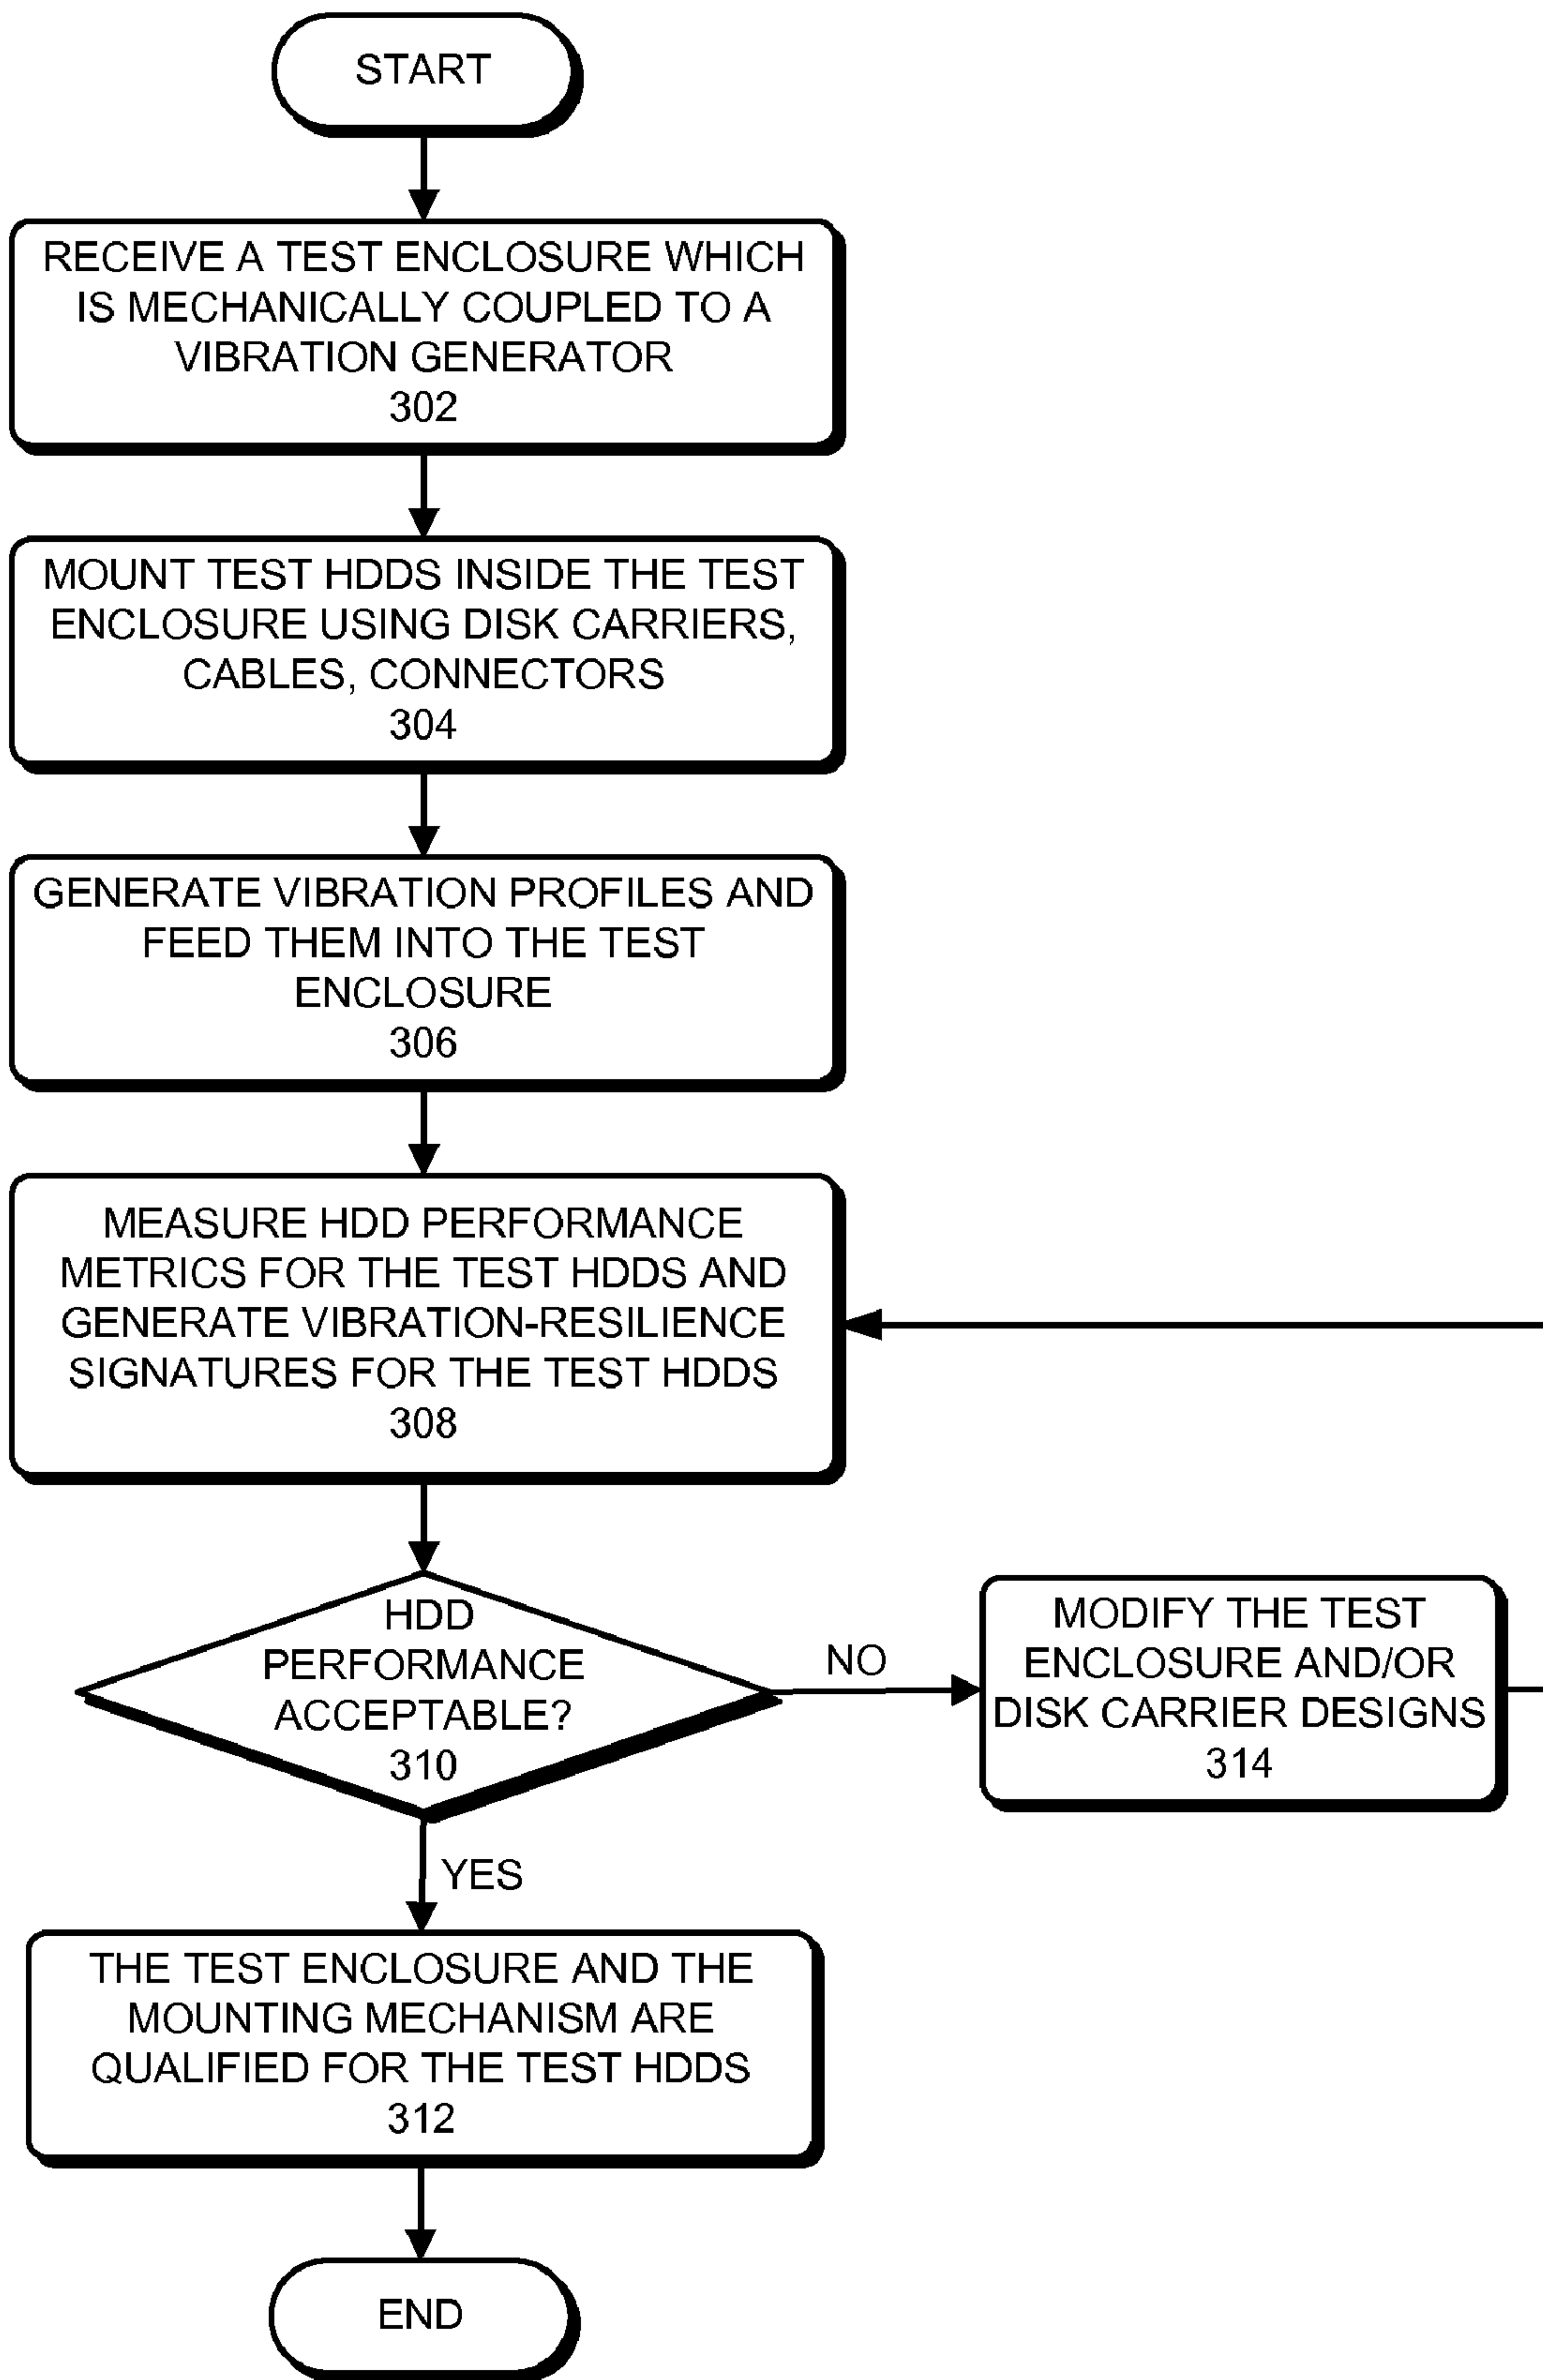 START
RECEIVE A TEST ENCLOSURE WHICH
IS MECHANICALLY COUPLED TO A
VIBRATION GENERATOR
302
MOUNT TEST HDDS INSIDE THE TEST
ENCLOSURE USING DISK CARRIERS,
CABLES, CONNECTORS
304
GENERATE VIBRATION PROFILES AND
FEED THEM INTO THE TEST
ENCLOSURE
306
MEASURE HDD PERFORMANCE
METRICS FOR THE TEST HDDS AND
GENERATE VIBRATION-RESILIENCE
SIGNATURES FOR THE TEST HDDS
308
HDD
PERFORMANCE
ACCEPTABLE?
310
NO
MODIFY THE TEST
ENCLOSURE AND/OR
DISK CARRIER DESIGNS
314
YES
THE TEST ENCLOSURE AND THE
MOUNTING MECHANISM ARE
QUALIFIED FOR THE TEST HDDS
312
END